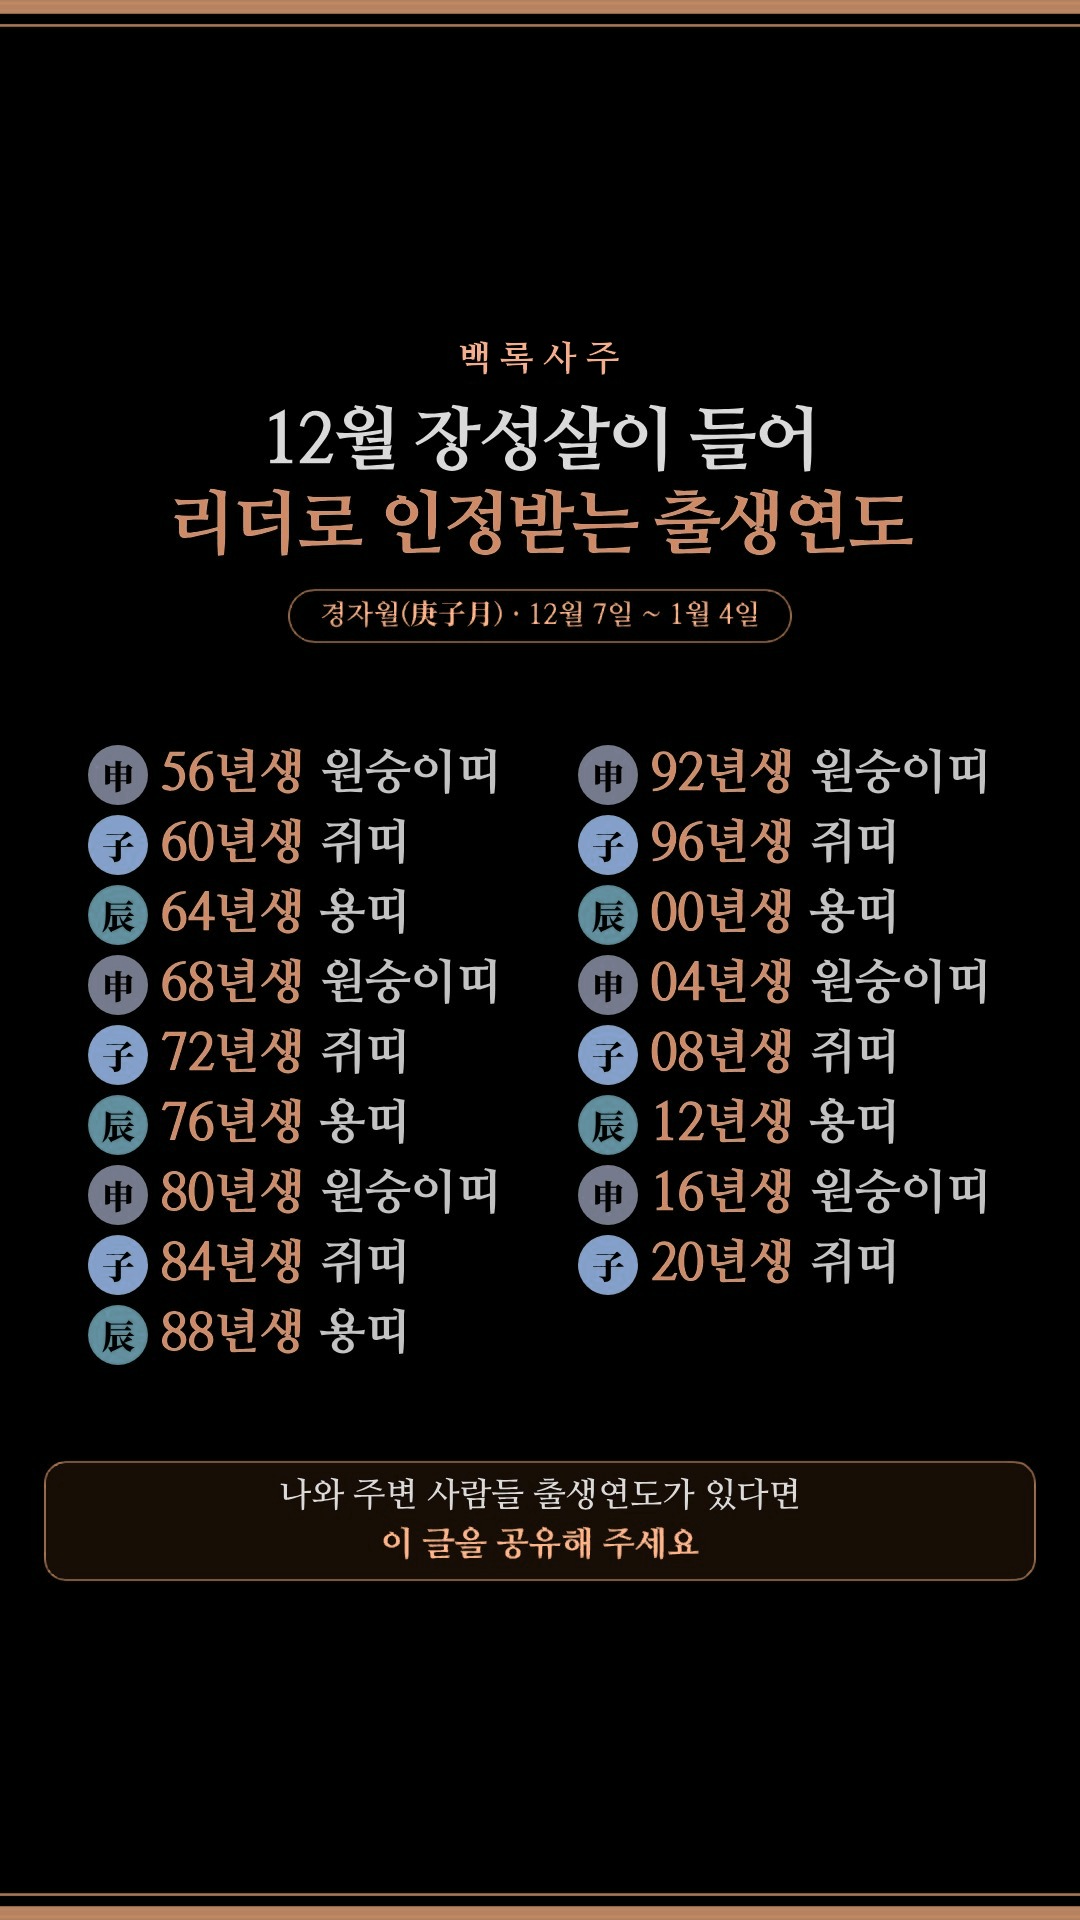 백록사주
12월 장성살이 들어
리더로 인정받는 출생연도
경자월(庚子月) · 12월 7일 ~ 1월 4일
申 56년생 원숭이띠
子 60년생 쥐띠
辰 64년생 용띠
申 68년생 원숭이띠
子 72년생 쥐띠
辰 76년생 용띠
申 80년생 원숭이띠
子 84년생 쥐띠
辰 88년생 용띠
申 92년생 원숭이띠
子 96년생 쥐띠
辰 00년생 용띠
申 04년생 원숭이띠
子 08년생 쥐띠
辰 12년생 용띠
申 16년생 원숭이띠
子 20년생 쥐띠
나와 주변 사람들 출생연도가 있다면
이 글을 공유해 주세요